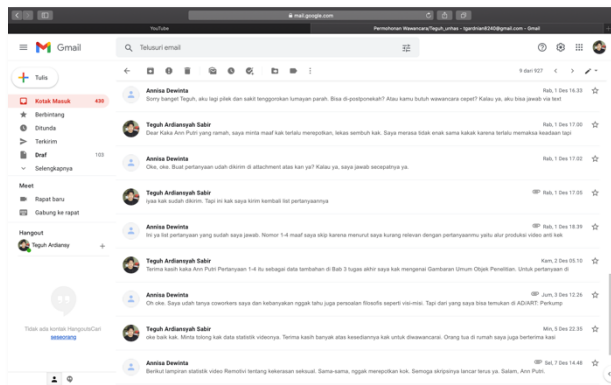 mail.google.com
YouTube
Permohonan Wawancara/Teguh_unhas - tgardnian8240@gmail.com - Gmail
Gmail
Telusuri email
Tulis
9 dari 927
Kotak Masuk 436
Berbintang
Ditunda
Terkirim
Draf 103
Selengkapnya
Meet
Rapat baru
Gabung ke rapat
Hangout
Teguh Ardiansy
Tidak ada kontak HangoutsCari
seseorang
Annisa Dewinta Rab, 1 Des 16.33
Sorry banget Teguh, aku lagi pilek dan sakit tenggorokan lumayan parah. Bisa di-postponekah? Atau kamu butuh wawancara cepet? Kalau ya, aku bisa jawab via text
Teguh Ardiansyah Sabir Rab, 1 Des 17.00
Dear Kaka Ann Putri yang ramah, saya minta maaf kak terlalu merepotkan, lekas sembuh kak. Saya merasa tidak enak sama kakak karena terlalu memaksa keadaan tapi
Annisa Dewinta Rab, 1 Des 17.02
Oke, oke. Buat pertanyaan udah dikirim di attachment atas kan ya? Kalau ya, saya jawab secepatnya ya.
Teguh Ardiansyah Sabir Rab, 1 Des 17.05
iyaa kak sudah dikirim. Tapi ini kak saya kirim kembali list pertanyaannya
Annisa Dewinta Rab, 1 Des 18.39
Ini ya list pertanyaan yang sudah saya jawab. Nomor 1-4 maaf saya skip karena menurut saya kurang relevan dengan pertanyaanmu yaitu alur produksi video anti kek
Teguh Ardiansyah Sabir Kem, 2 Des 05.10
Terima kasih kaka Ann Putri Pertanyaan 1-4 itu sebagai data tambahan di Bab 3 tugas akhir saya kak mengenai Gambaran Umum Objek Penelitian. Untuk pertanyaan di
Annisa Dewinta Jum, 3 Des 12.26
Oh oke. Saya udah tanya coworkers saya dan kebanyakan nggak tahu juga persoalan filosofis seperti visi-misi. Tapi dari yang saya bisa temukan di AD/ART: Perkump
Teguh Ardiansyah Sabir Min, 5 Des 22.35
oke baik kak. Minta tolong kak data statistik videonya. Terima kasih banyak atas kesediannya kak untuk diwawancarai. Orang tua di rumah saya juga berterima kasi
Annisa Dewinta Sel, 7 Des 14.48
Berikut lampiran statistik video Remotivi tentang kekerasan seksual. Sama-sama, nggak merepotkan kok. Semoga skripsinya lancar terus ya. Salam, Ann Putri.